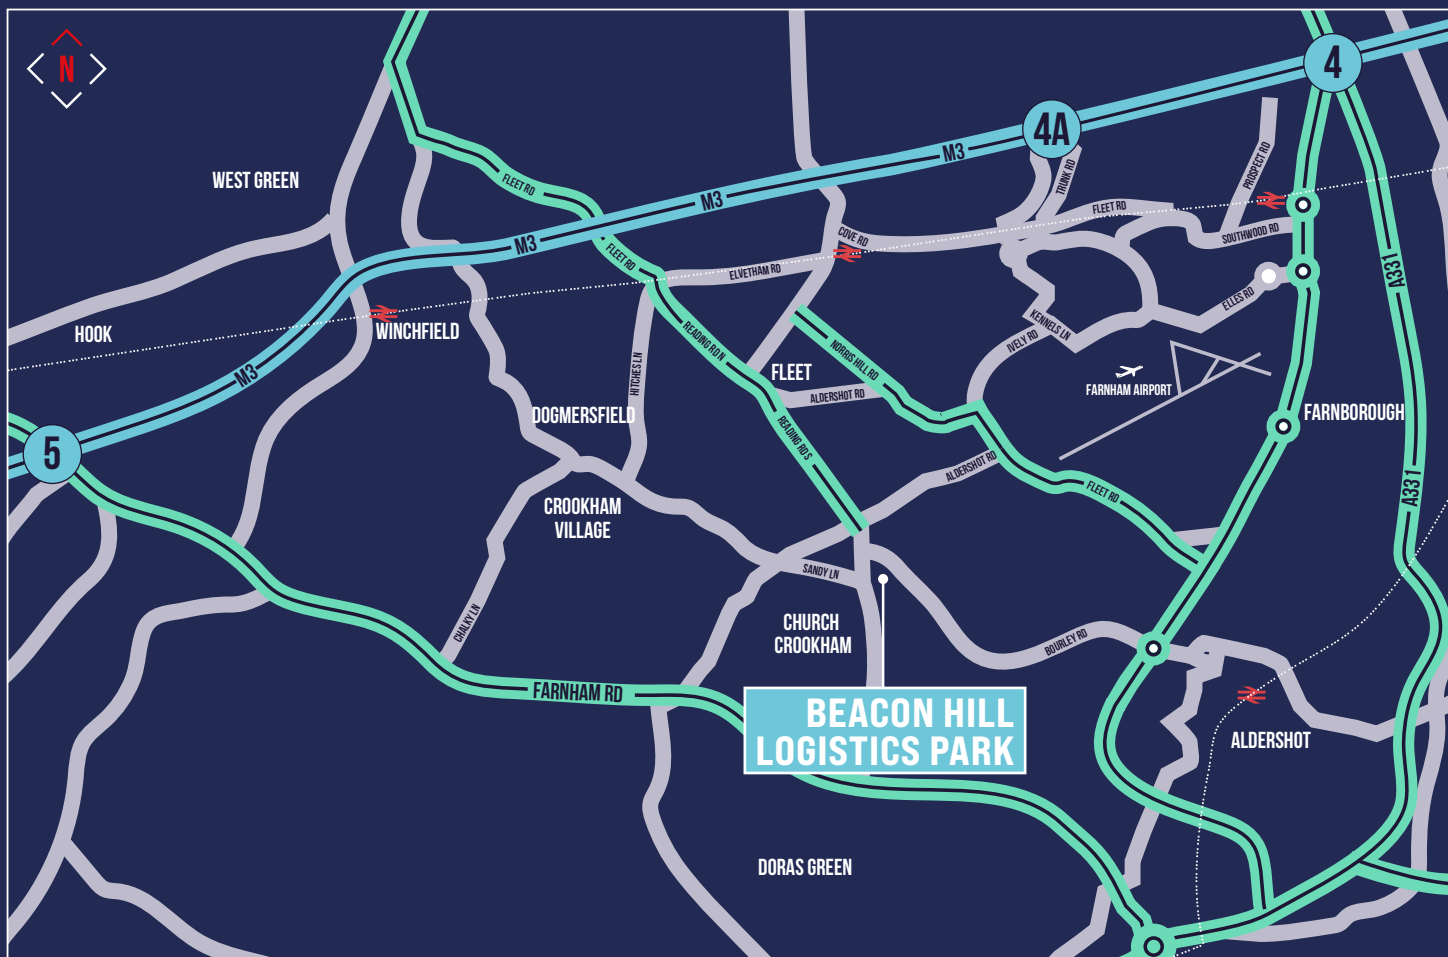 N
4
4A
M3
TRUNK RD
PROSPECT RD
WEST GREEN
FLEET RD
M3
FLEET RD
COVE RD
SOUTHWOOD RD
M3
FLEET RD
ELVETHAM RD
A331
ELLES RD
HOOK
WINCHFIELD
READING RD N
KENNELS LN
IVELY RD
NORRIS HILL RD
M3
HITCHES LN
FLEET
FARNHAM AIRPORT
ALDERSHOT RD
DOGMERSFIELD
FARNBOROUGH
READING RD S
5
ALDERSHOT RD
FLEET RD
A331
CROOKHAM
VILLAGE
SANDY LN
CHALKY LN
CHURCH
CROOKHAM
BOURLEY RD
FARNHAM RD
BEACON HILL
LOGISTICS PARK
ALDERSHOT
DORAS GREEN